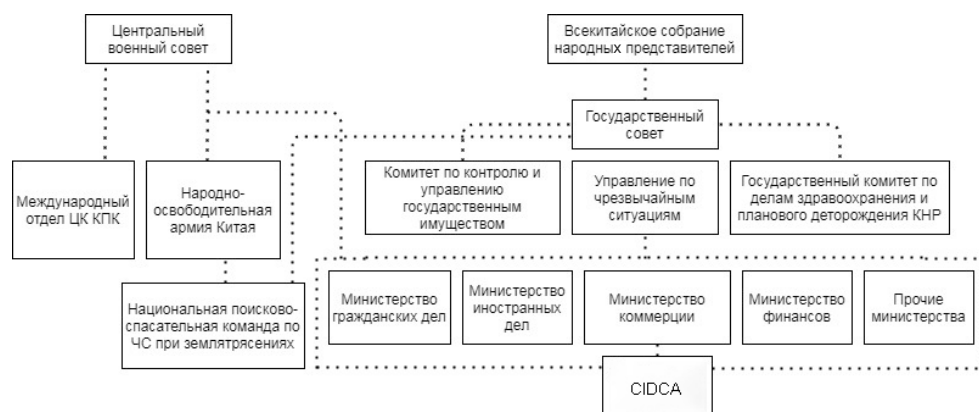 Центральный
военный совет
Всекитайское собрание
народных представителей
Государственный
совет
Международный
отдел ЦК КПК
Народно-
освободительная
армия Китая
Комитет по контролю и
управлению
государственным
имуществом
Управление по
чрезвычайным
ситуациям
Государственный комитет по
делам здравоохранения и
планового деторождения КНР
Национальная поисково-
спасательная команда по
ЧС при землятрясениях
Министерство
гражданских дел
Министерство
иностранных
дел
Министерство
коммерции
Министерство
финансов
Прочие
министерства
CIDCA